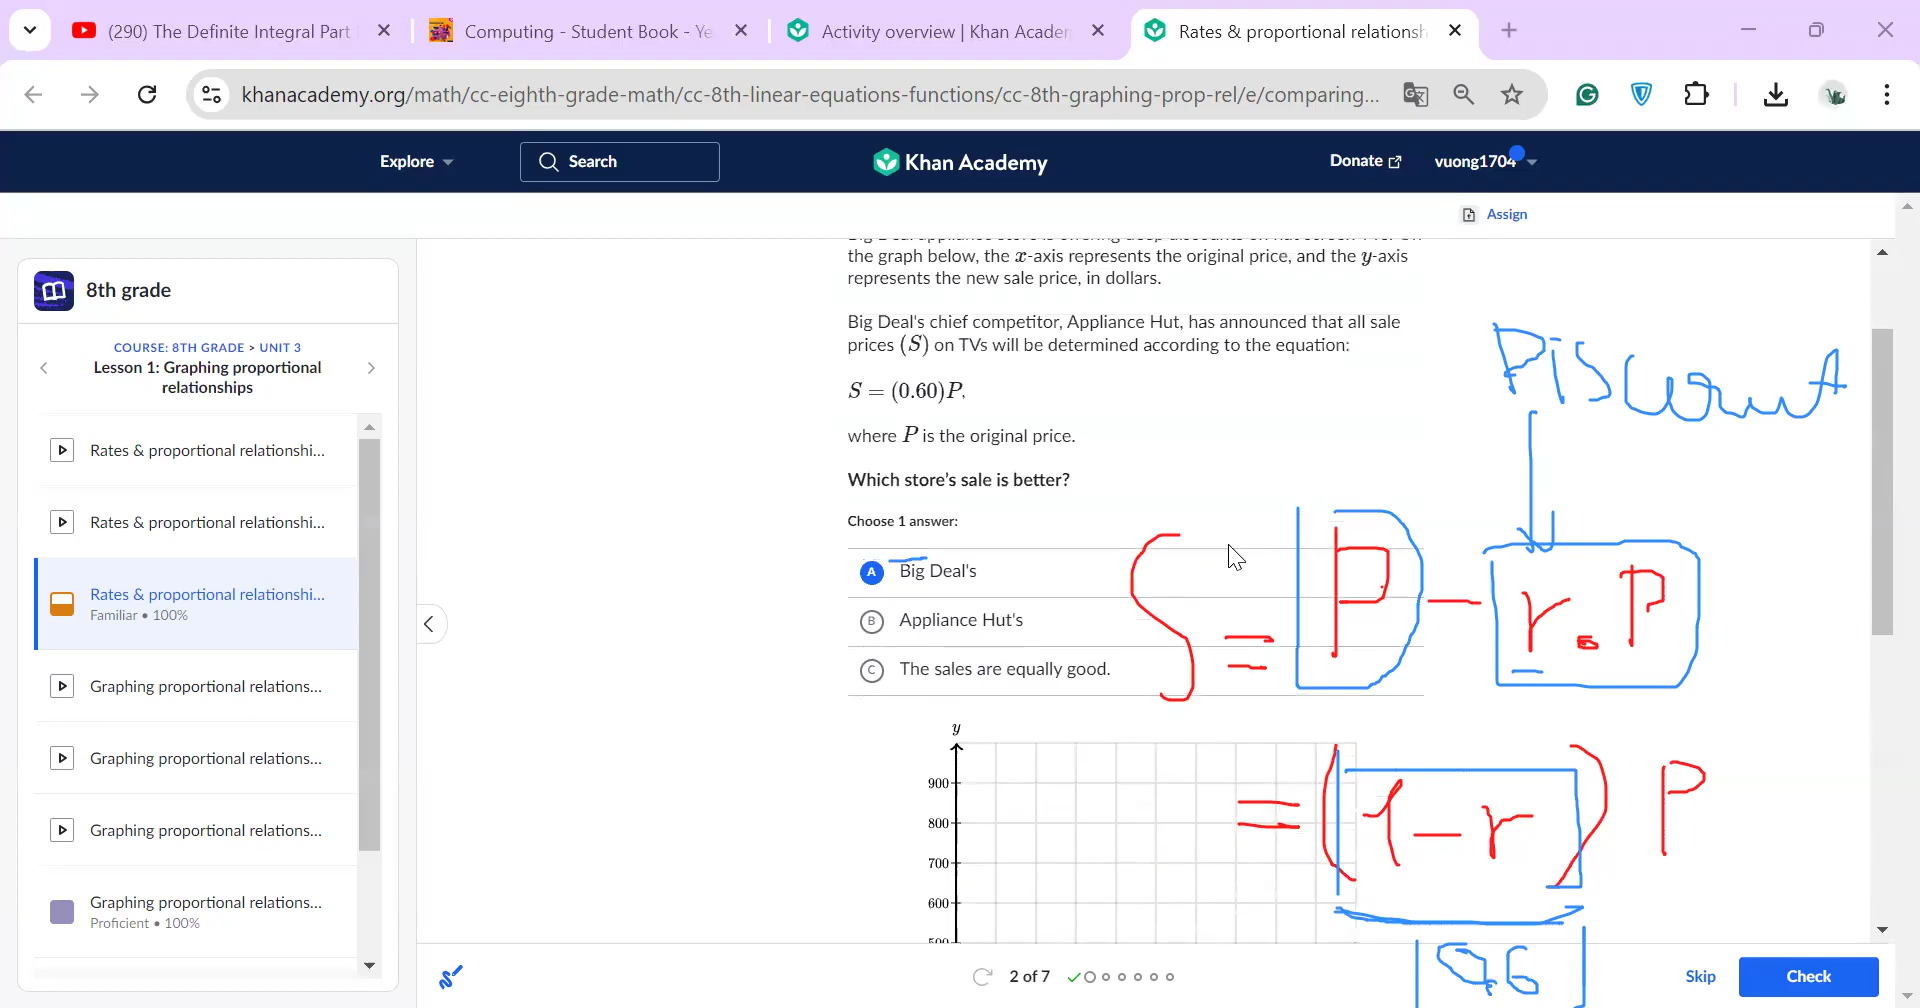 (290) The Definite Integral Part
Computing - Student Book - Ye
Activity overview | Khan Acader
Rates & proportional relationsh
khanacademy.org/math/cc-eighth-grade-math/cc-8th-linear-equations-functions/cc-8th-graphing-prop-rel/e/comparing...
Explore
Search
Khan Academy
Donate
vuong1704
Assign
8th grade
COURSE: 8TH GRADE > UNIT 3
Lesson 1: Graphing proportional
relationships
Rates & proportional relationshi...
Rates & proportional relationshi...
Rates & proportional relationshi...
Familiar • 100%
Graphing proportional relations...
Graphing proportional relations...
Graphing proportional relations...
Graphing proportional relations...
Proficient • 100%
the graph below, the x-axis represents the original price, and the y-axis
represents the new sale price, in dollars.
Big Deal's chief competitor, Appliance Hut, has announced that all sale
prices (S) on TVs will be determined according to the equation:
S = (0.60)P,
where P is the original price.
Which store's sale is better?
Choose 1 answer:
A Big Deal's
B Appliance Hut's
C The sales are equally good.
DISCOUNT
S = P - r . P
= (1 - r) P
0.6
y
900
800
700
600
500
2 of 7
Skip
Check